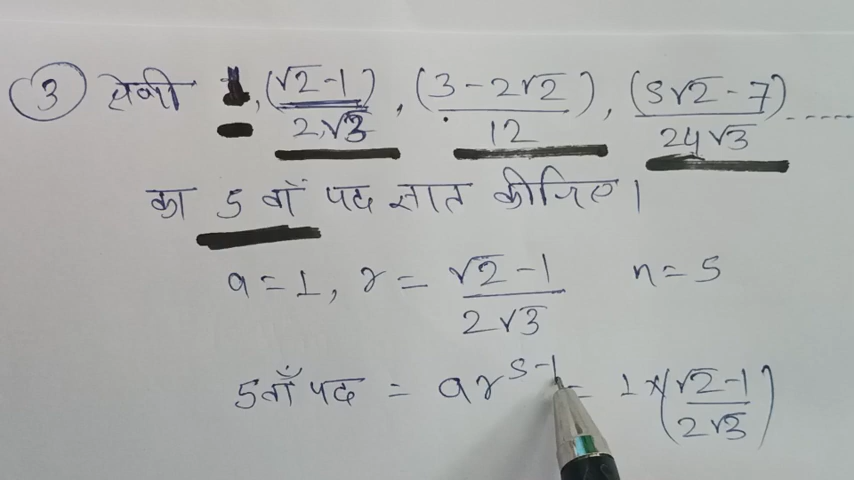 ③ श्रेणी 1, (√2-1)/2√3, (3-2√2)/12, (5√2-7)/24√3 .....
का 5 वाँ पद ज्ञात कीजिए।
a=1, r= √2-1/2√3 n=5
5वाँ पद = ar^5-1 = 1×(√2-1/2√3)